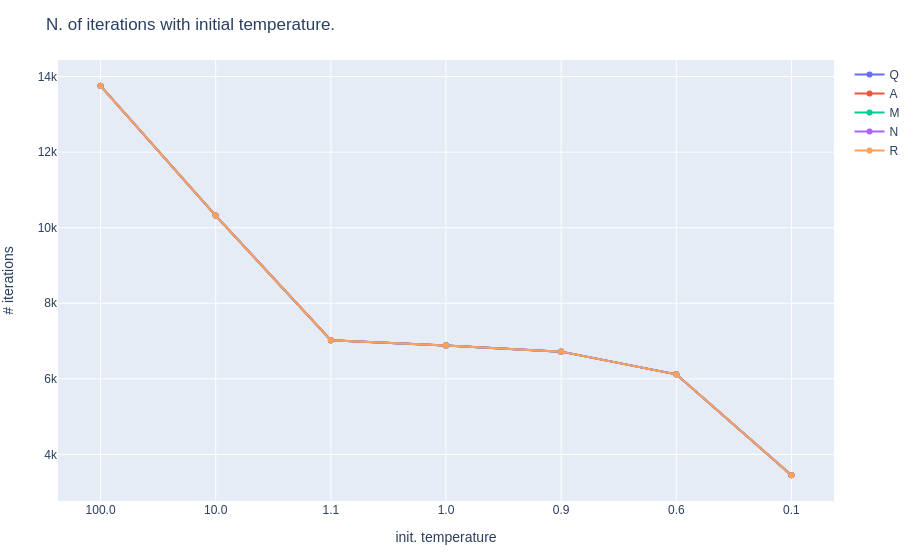 N. of iterations with initial temperature.
14k
12k
10k
8k
6k
4k
# iterations
100.0 10.0 1.1 1.0 0.9 0.6 0.1
init. temperature
Q
A
M
N
R